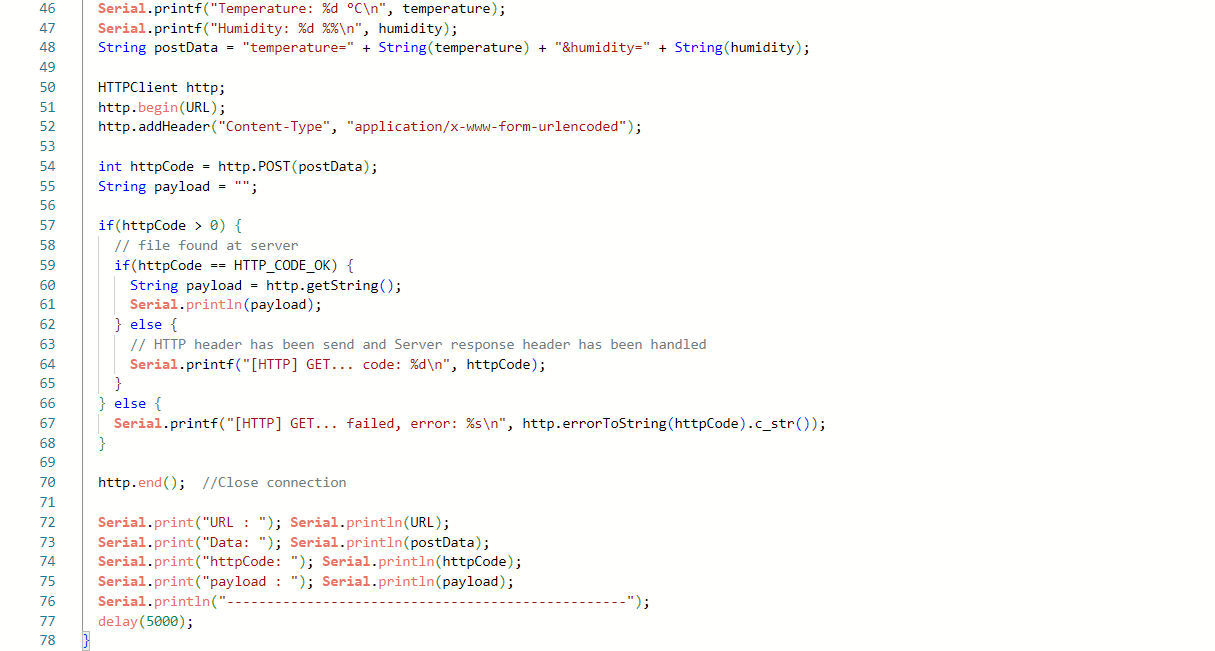 46 Serial.printf("Temperature: %d °C\n", temperature);
47 Serial.printf("Humidity: %d %%\n", humidity);
48 String postData = "temperature=" + String(temperature) + "&humidity=" + String(humidity);
49
50 HTTPClient http;
51 http.begin(URL);
52 http.addHeader("Content-Type", "application/x-www-form-urlencoded");
53
54 int httpCode = http.POST(postData);
55 String payload = "";
56
57 if(httpCode > 0) {
58 // file found at server
59 if(httpCode == HTTP_CODE_OK) {
60 String payload = http.getString();
61 Serial.println(payload);
62 } else {
63 // HTTP header has been send and Server response header has been handled
64 Serial.printf("[HTTP] GET... code: %d\n", httpCode);
65 }
66 } else {
67 Serial.printf("[HTTP] GET... failed, error: %s\n", http.errorToString(httpCode).c_str());
68 }
69
70 http.end(); //Close connection
71
72 Serial.print("URL : "); Serial.println(URL);
73 Serial.print("Data: "); Serial.println(postData);
74 Serial.print("httpCode: "); Serial.println(httpCode);
75 Serial.print("payload : "); Serial.println(payload);
76 Serial.println("--------------------------------------------------");
77 delay(5000);
78 }